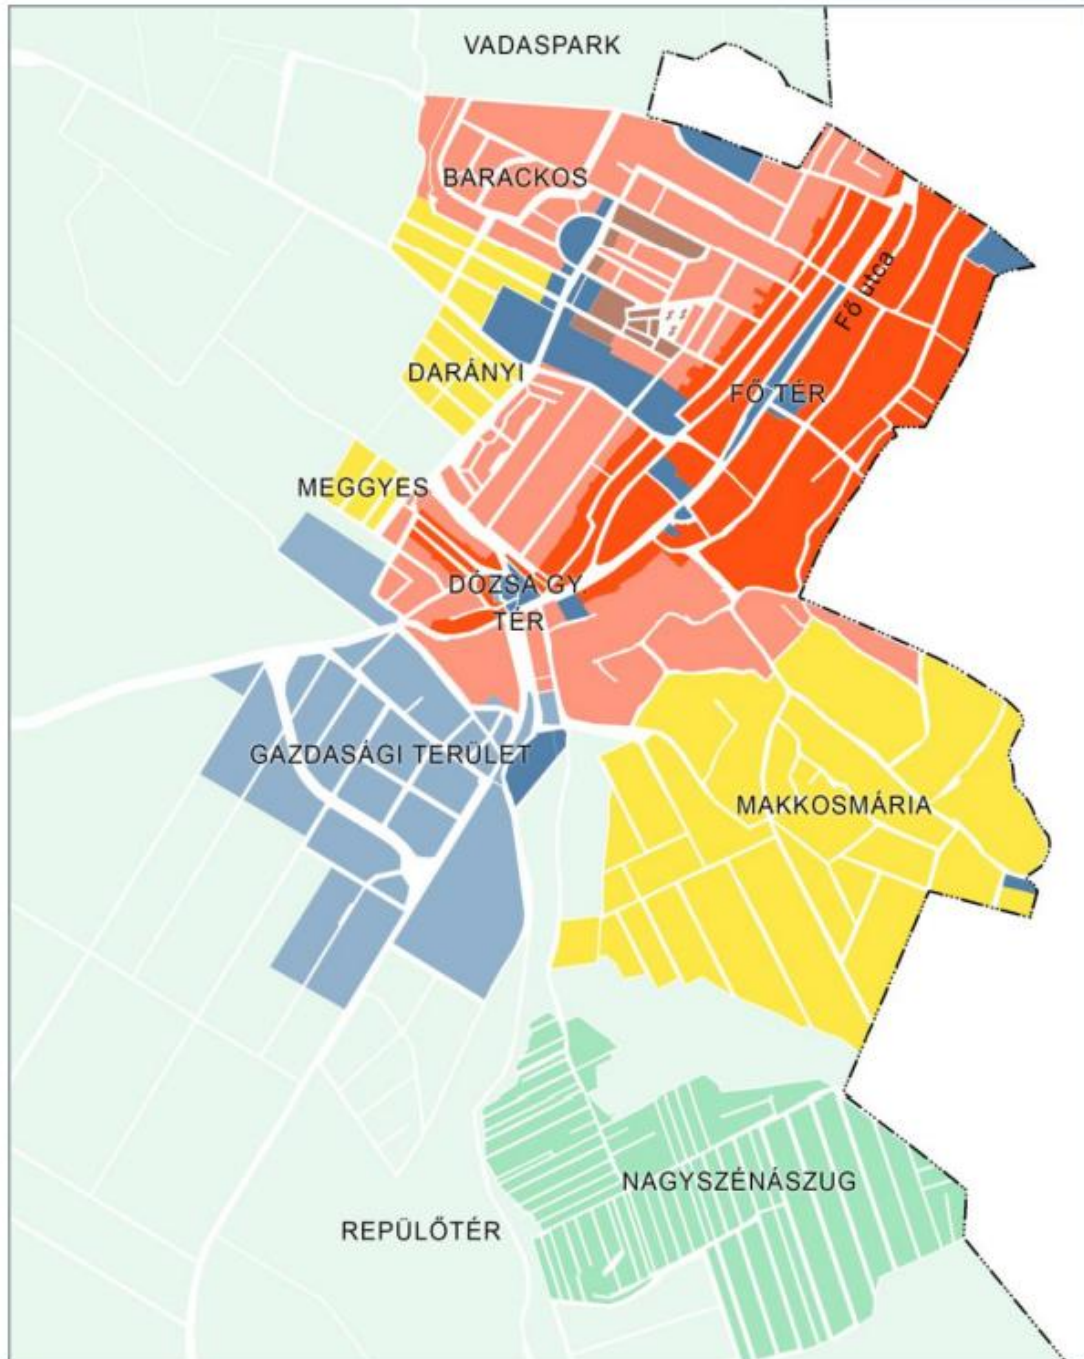 VADASPARK
BARACKOS
Fő utca
DARÁNYI
FŐ TÉR
MEGGYES
DÓZSA GY.
TÉR
GAZDASÁGI TERÜLET
MAKKOSMÁRIA
NAGYSZÉNÁSZUG
REPÜLŐTÉR